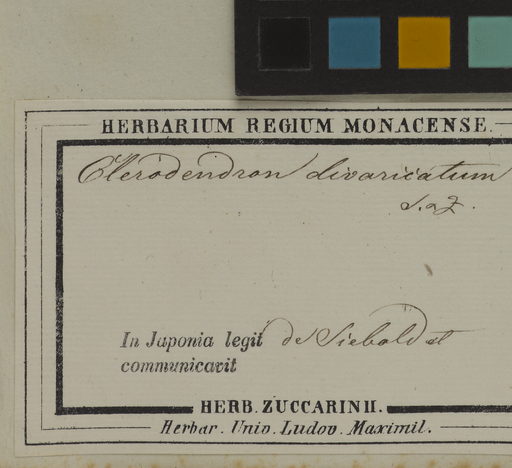 HERBARIUM REGIUM MONACENSE.
Clerodendron divaricatum
S. & Z.
In Japonia legit de Siebold et
communicavit
HERB. ZUCCARINII.
Herbar. Univ. Ludov. Maximil.